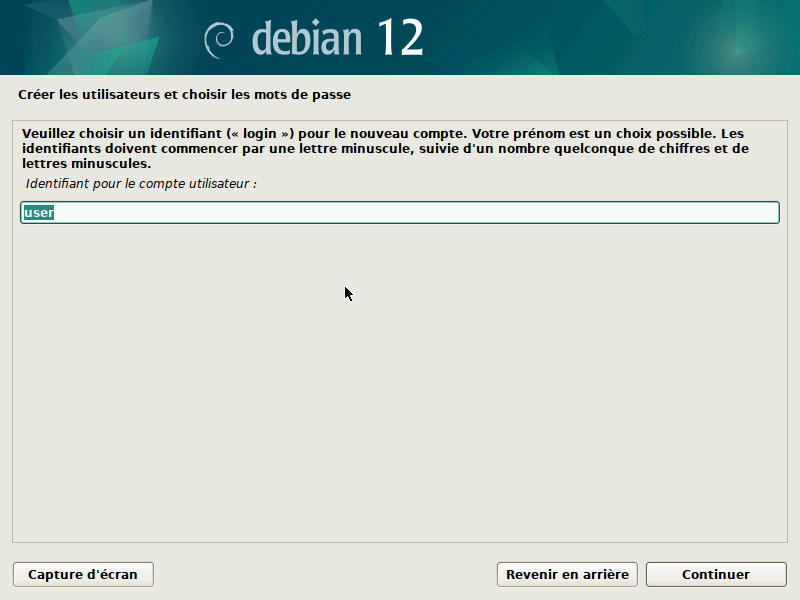 debian 12
Créer les utilisateurs et choisir les mots de passe
Veuillez choisir un identifiant (« login ») pour le nouveau compte. Votre prénom est un choix possible. Les
identifiants doivent commencer par une lettre minuscule, suivie d'un nombre quelconque de chiffres et de
lettres minuscules.
Identifiant pour le compte utilisateur :
user
Capture d'écran
Revenir en arrière
Continuer